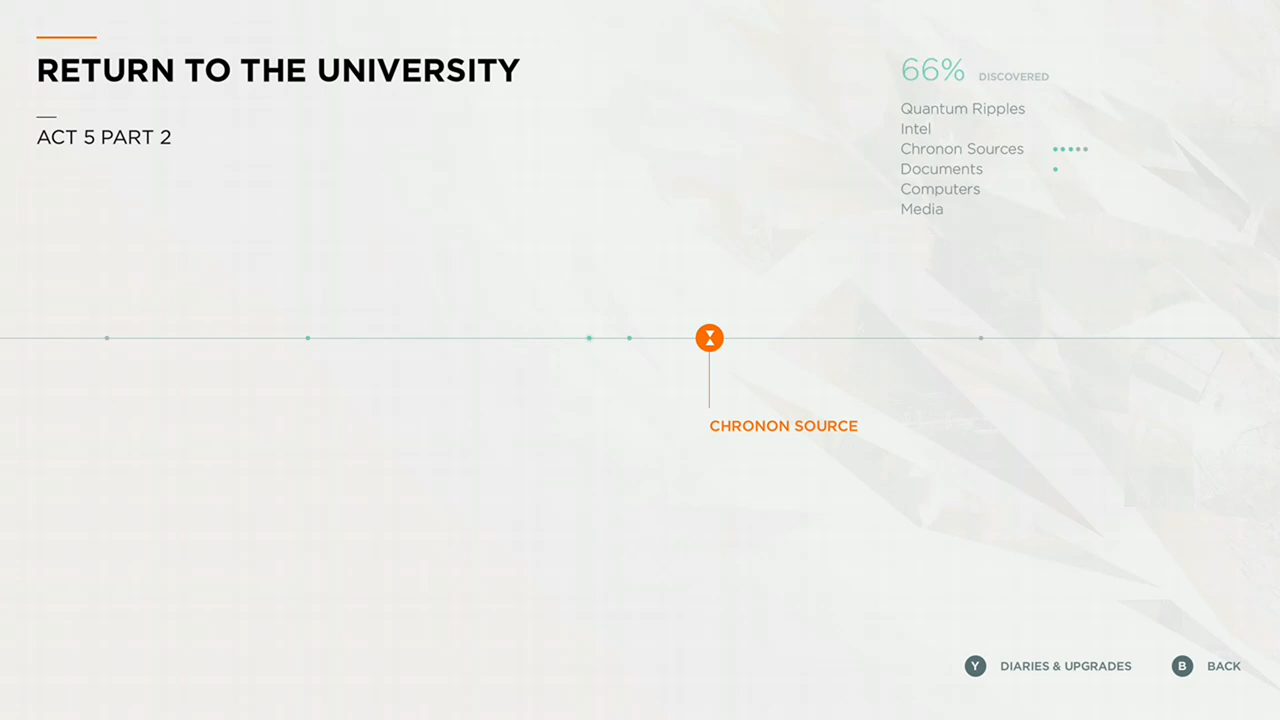 RETURN TO THE UNIVERSITY
ACT 5 PART 2
66% DISCOVERED
Quantum Ripples
Intel
Chronon Sources
Documents
Computers
Media
CHRONON SOURCE
Y DIARIES & UPGRADES B BACK